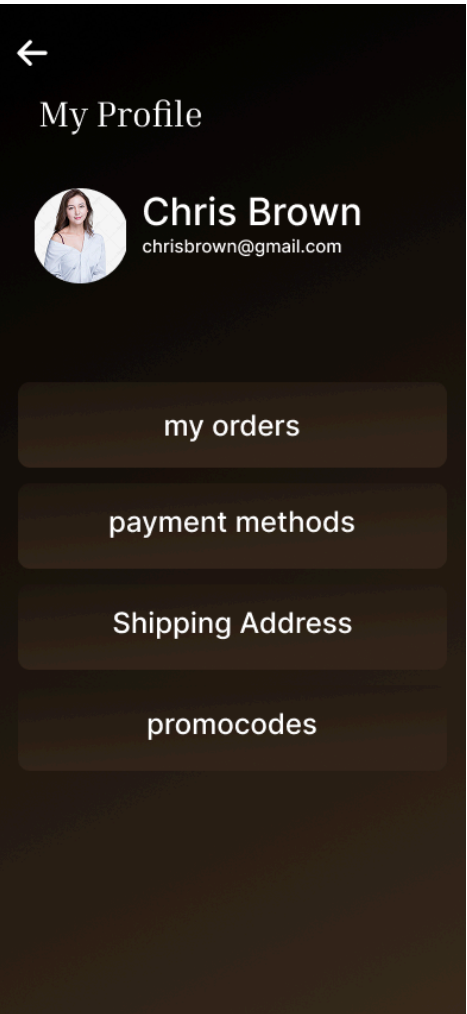 My Profile
Chris Brown
chrisbrown@gmail.com
my orders
payment methods
Shipping Address
promocodes